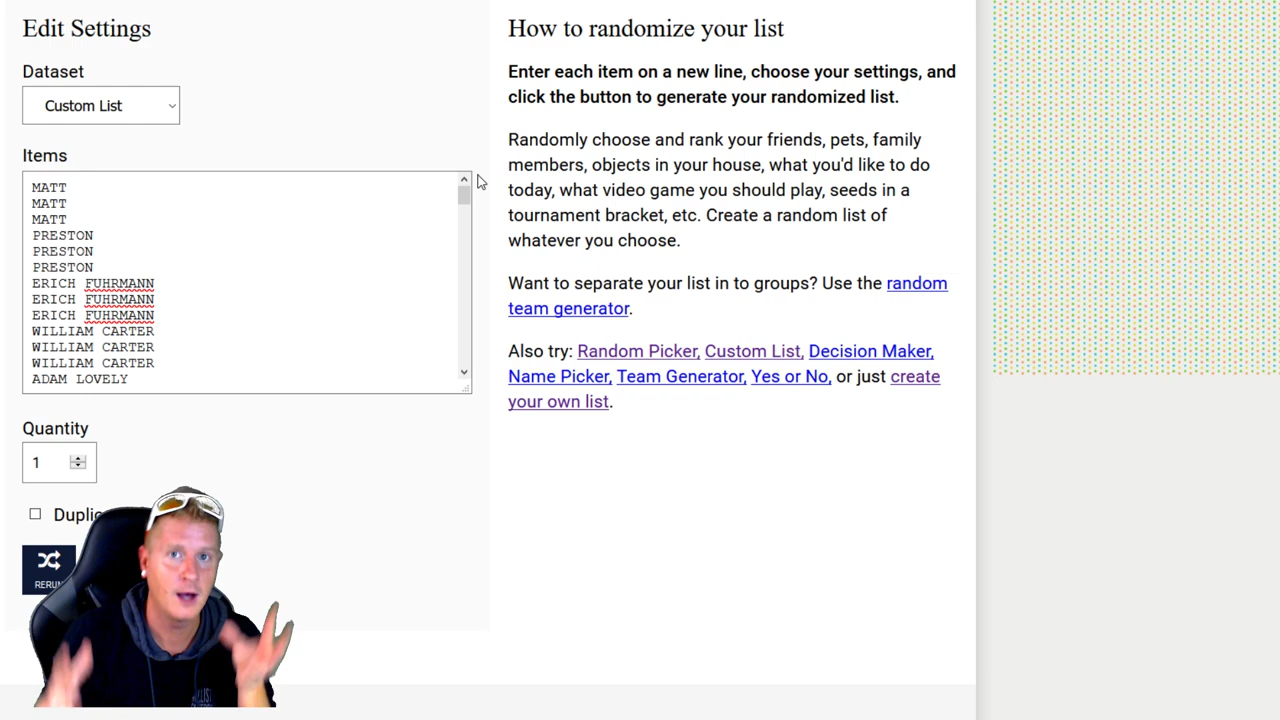 Edit Settings
Dataset
Custom List
Items
MATT
MATT
MATT
PRESTON
PRESTON
PRESTON
ERICH FUHRMANN
ERICH FUHRMANN
ERICH FUHRMANN
WILLIAM CARTER
WILLIAM CARTER
WILLIAM CARTER
ADAM LOVELY
Quantity
1
RERUN
How to randomize your list
Enter each item on a new line, choose your settings, and
click the button to generate your randomized list.
Randomly choose and rank your friends, pets, family
members, objects in your house, what you'd like to do
today, what video game you should play, seeds in a
tournament bracket, etc. Create a random list of
whatever you choose.
Want to separate your list in to groups? Use the random
team generator.
Also try: Random Picker, Custom List, Decision Maker,
Name Picker, Team Generator, Yes or No, or just create
your own list.